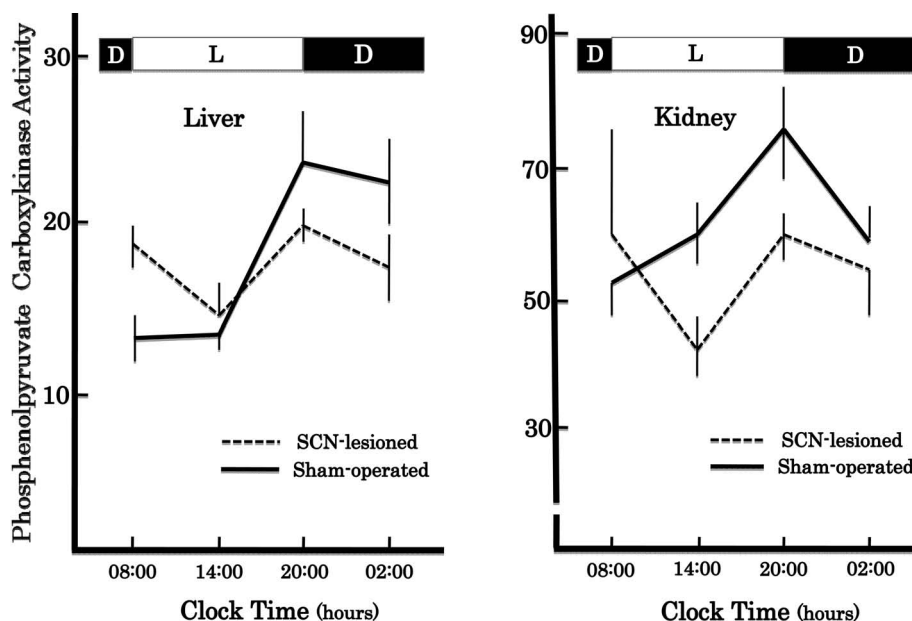 Phosphenolpyruvate Carboxykinase Activity
30
20
10
D
L
D
Liver
SCN-lesioned
Sham-operated
08:00
14:00
20:00
02:00
Clock Time (hours)
90
70
50
30
D
L
D
Kidney
SCN-lesioned
Sham-operated
08:00
14:00
20:00
02:00
Clock Time (hours)